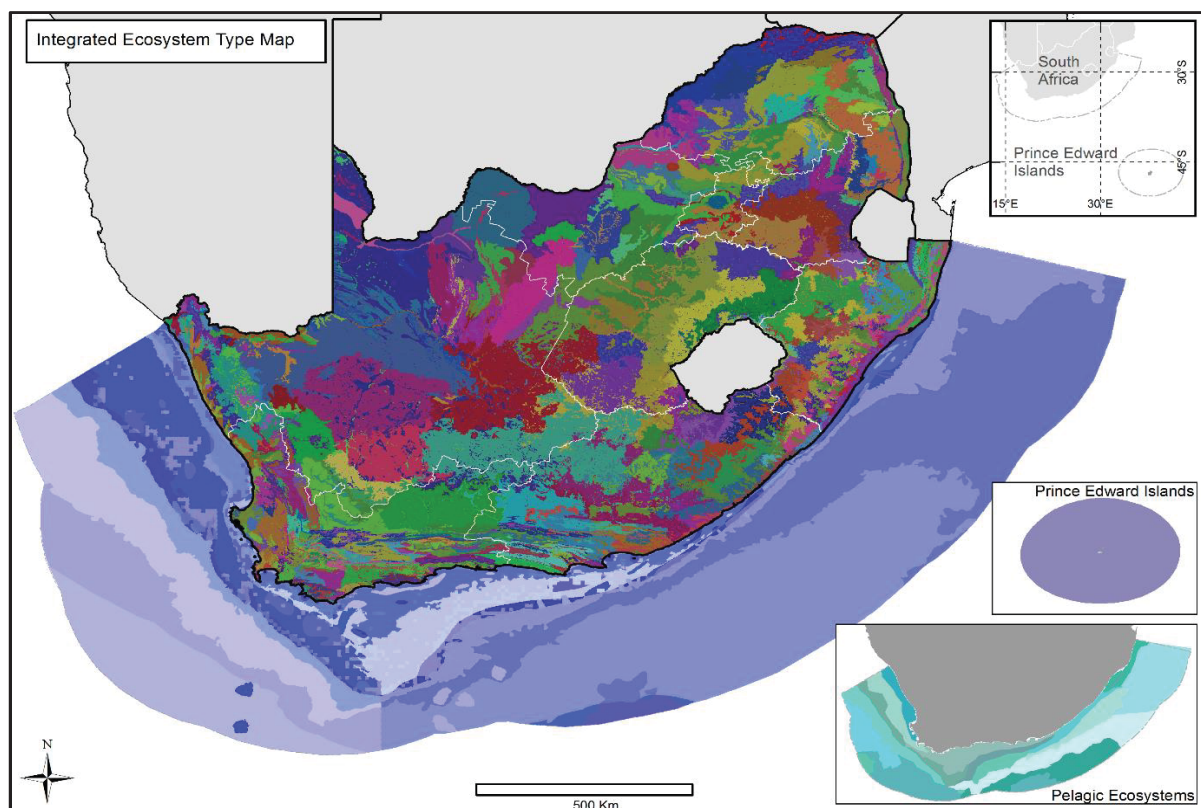 Integrated Ecosystem Type Map
South
Africa
30°S
Prince Edward
Islands
45°S
15°E
30°E
Prince Edward Islands
Pelagic Ecosystems
N
500 Km